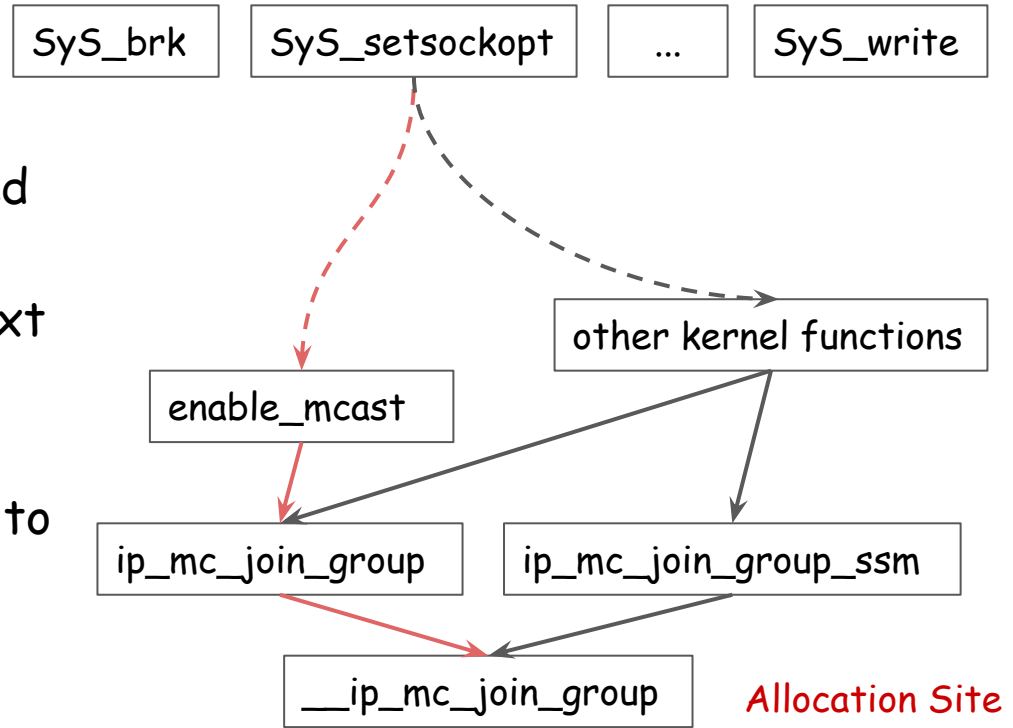 SyS_brk SyS_setsockopt ... SyS_write
d
xt
other kernel functions
enable_mcast
to
ip_mc_join_group ip_mc_join_group_ssm
__ip_mc_join_group
Allocation Site